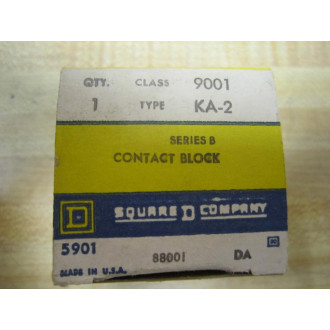 QTY. CLASS 9001
1 TYPE KA-2
SERIES B
CONTACT BLOCK
D SQUARE D COMPANY
5901
MADE IN U.S.A. 88001 DA